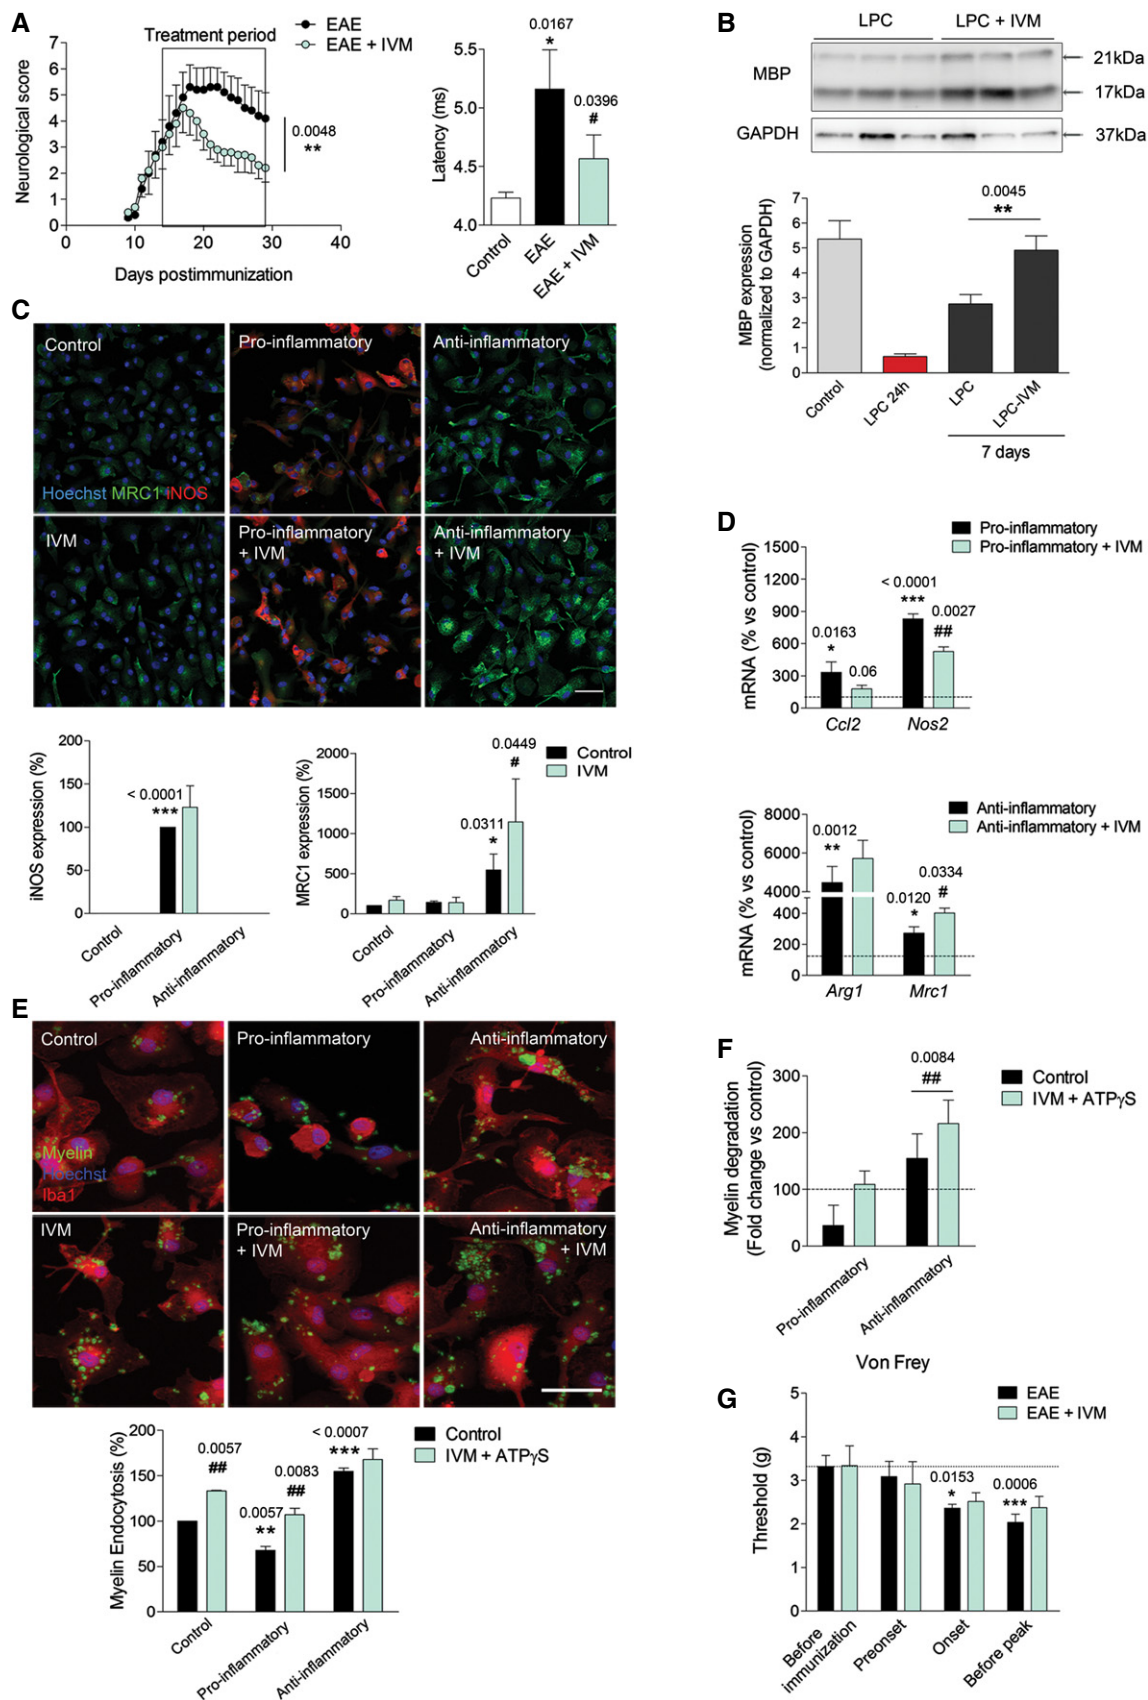 A
EAE
EAE + IVM
Treatment period
Neurological score
7
6
5
4
3
2
1
0
0.0048
**
0
10
20
30
40
Days postimmunization
Latency (ms)
5.5
5.0
4.5
4.0
0.0167
*
0.0396
#
Control
EAE
EAE + IVM
B
LPC
LPC + IVM
MBP
21kDa
17kDa
GAPDH
37kDa
MBP expression
(normalized to GAPDH)
7
6
5
4
3
2
1
0
0.0045
**
Control
LPC 24h
LPC
LPC-IVM
7 days
C
Control
Pro-inflammatory
Anti-inflammatory
Hoechst MRC1 iNOS
IVM
Pro-inflammatory
+ IVM
Anti-inflammatory
+ IVM
iNOS expression (%)
200
150
100
50
0
< 0.0001
***
Control
Pro-inflammatory
Anti-inflammatory
MRC1 expression (%)
2000
1500
1000
500
0
0.0311
*
0.0449
#
Control
IVM
Control
Pro-inflammatory
Anti-inflammatory
D
Pro-inflammatory
Pro-inflammatory + IVM
mRNA (% vs control)
1500
1200
900
600
300
0
0.0163
*
0.06
< 0.0001
***
0.0027
##
Ccl2
Nos2
Anti-inflammatory
Anti-inflammatory + IVM
mRNA (% vs control)
8000
6000
4000
400
200
0
0.0012
**
0.0120
*
0.0334
#
Arg1
Mrc1
E
Control
Pro-inflammatory
Anti-inflammatory
Myelin
Hoechst
Iba1
IVM
Pro-inflammatory
+ IVM
Anti-inflammatory
+ IVM
Myelin Endocytosis (%)
200
150
100
50
0
0.0057
##
0.0057
**
0.0083
##
< 0.0007
***
Control
IVM + ATPγS
Control
Pro-inflammatory
Anti-inflammatory
F
Myelin degradation
(Fold change vs control)
300
200
100
0
0.0084
##
Control
IVM + ATPγS
Pro-inflammatory
Anti-inflammatory
G
Von Frey
EAE
EAE + IVM
Threshold (g)
5
4
3
2
1
0
0.0153
*
0.0006
***
Before
immunization
Preonset
Onset
Before peak